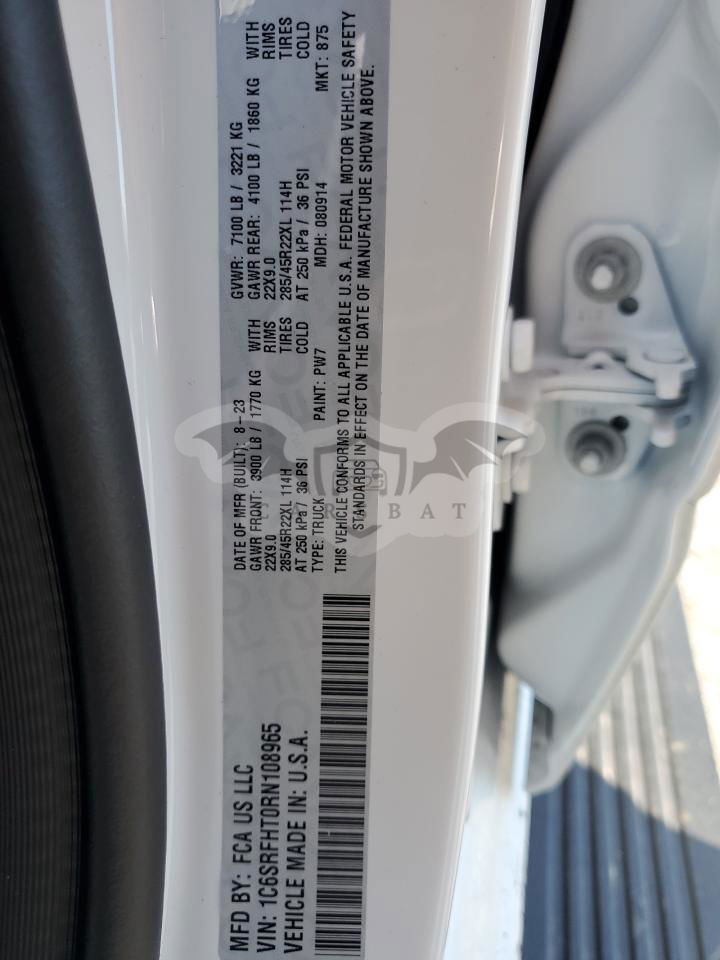 MFD BY: FCA US LLC
VIN: 1C6SRFHT0RN108965
VEHICLE MADE IN: U.S.A.
DATE OF MFR (BUILT): 8-23 GVWR: 7100 LB / 3221 KG
GAWR FRONT: 3900 LB / 1770 KG WITH GAWR REAR: 4100 LB / 1860 KG WITH
22X9.0 RIMS 22X9.0 RIMS
285/45R22XL 114H TIRES 285/45R22XL 114H TIRES
AT 250 kPa / 36 PSI COLD AT 250 kPa / 36 PSI COLD
TYPE: TRUCK PAINT: PW7 MDH: 080914 MKT: 875
THIS VEHICLE CONFORMS TO ALL APPLICABLE U.S.A. FEDERAL MOTOR VEHICLE SAFETY
STANDARDS IN EFFECT ON THE DATE OF MANUFACTURE SHOWN ABOVE.
CARSBAT